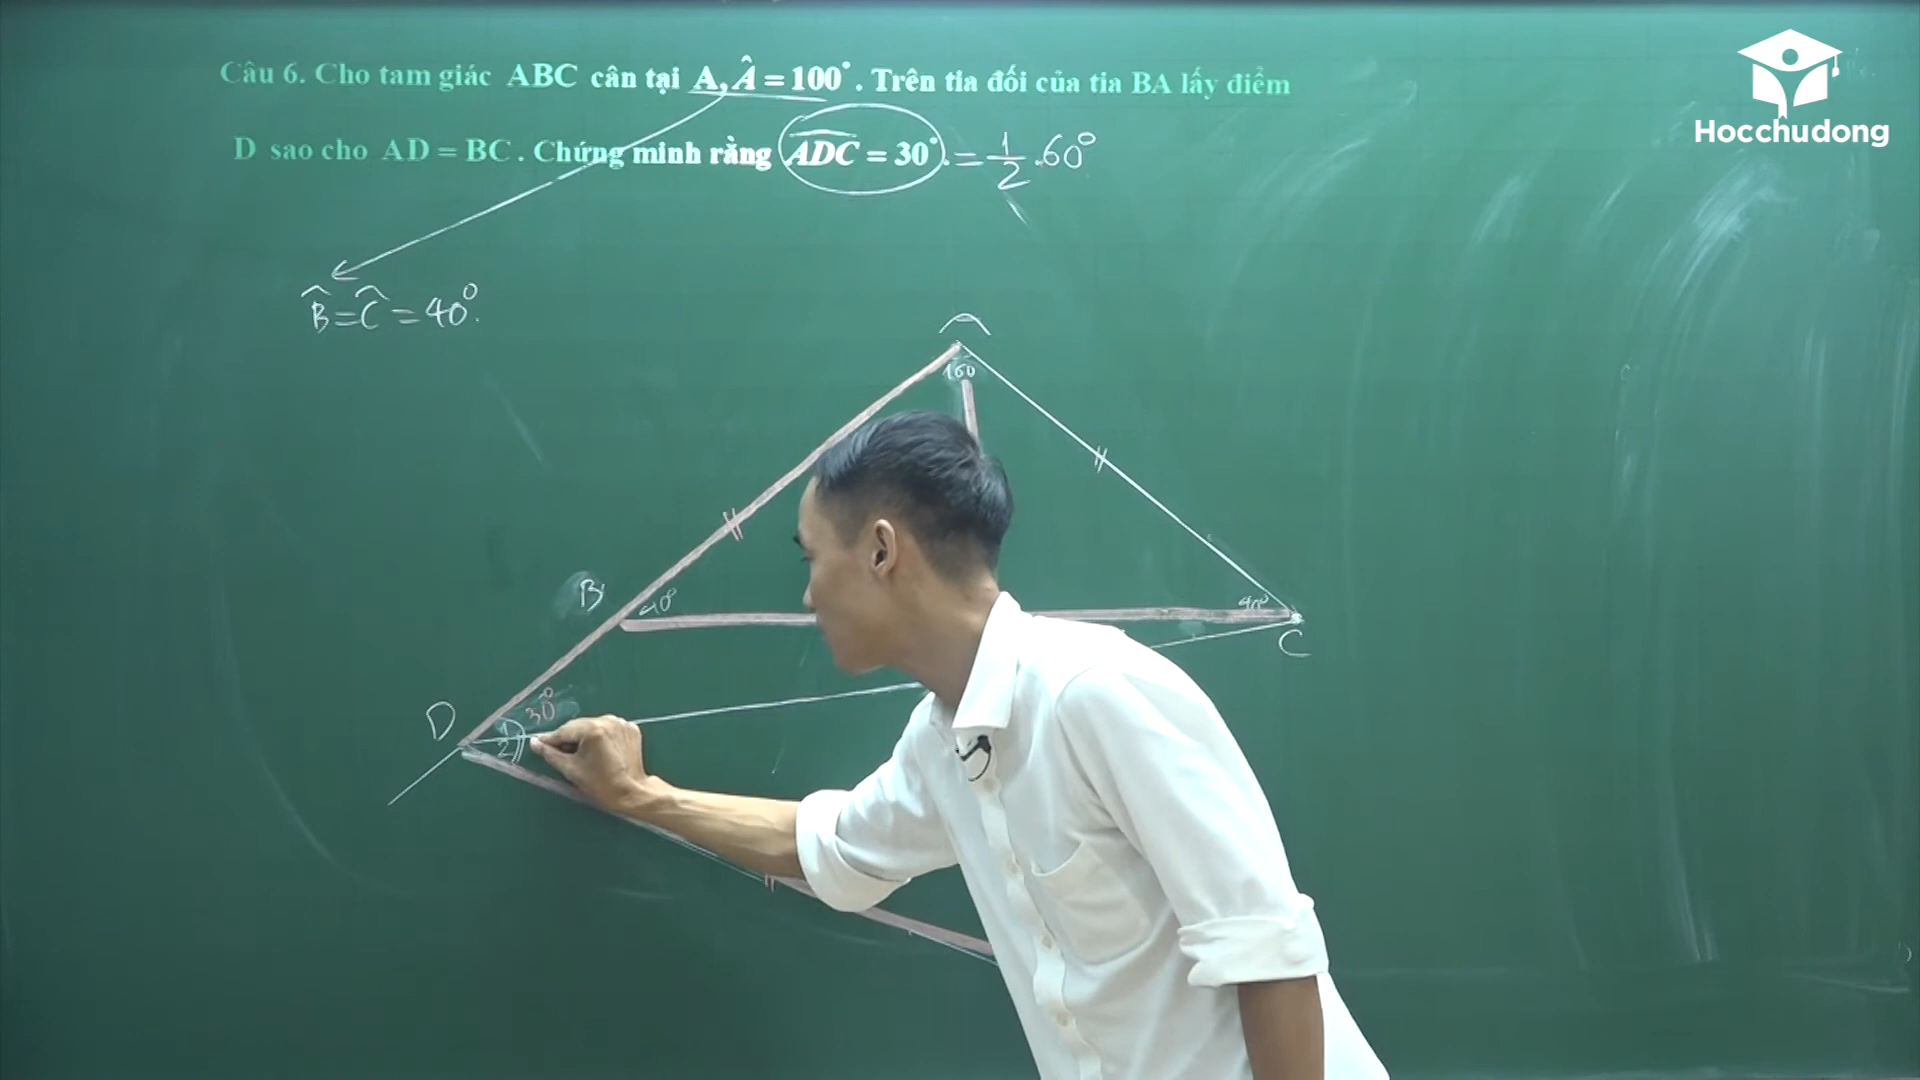 Hocchudong
Câu 6. Cho tam giác ABC cân tại A, Â = 100°. Trên tia đối của tia BA lấy điểm
D sao cho AD = BC. Chứng minh rằng ADC = 30°. = 1/2 .60°
B = C = 40°.
A
B
40°
40°
C
D
30°
1
2